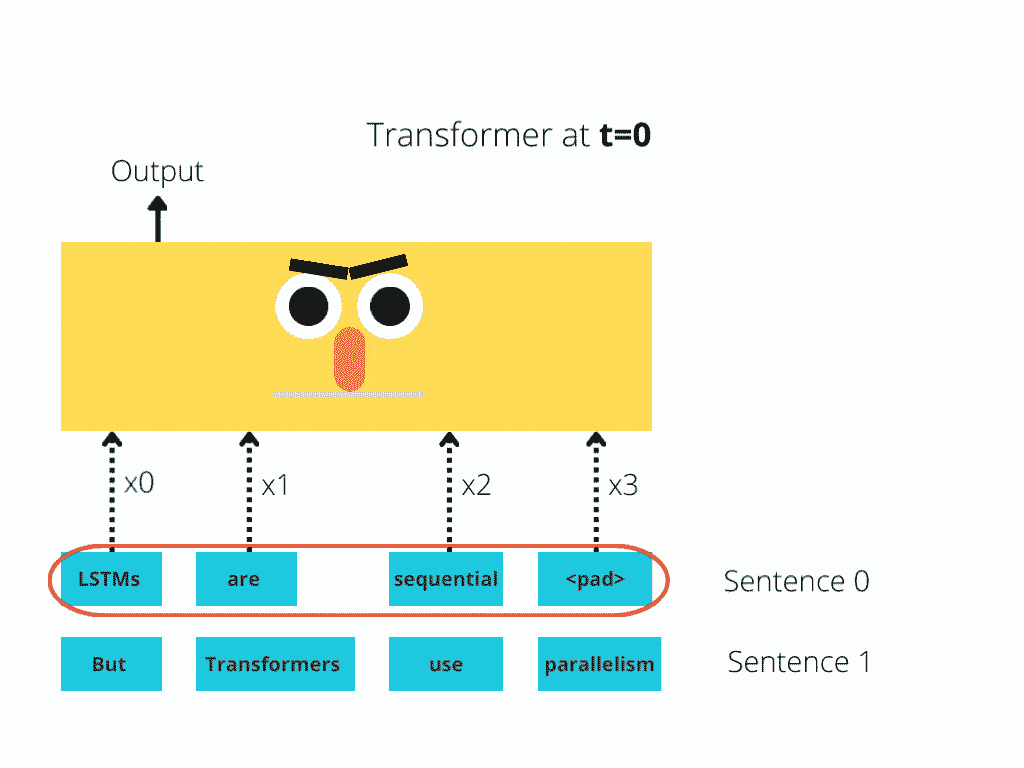 Transformer at t=0
Output
x0 x1 x2 x3
LSTMs are sequential <pad> Sentence 0
But Transformers use parallelism Sentence 1